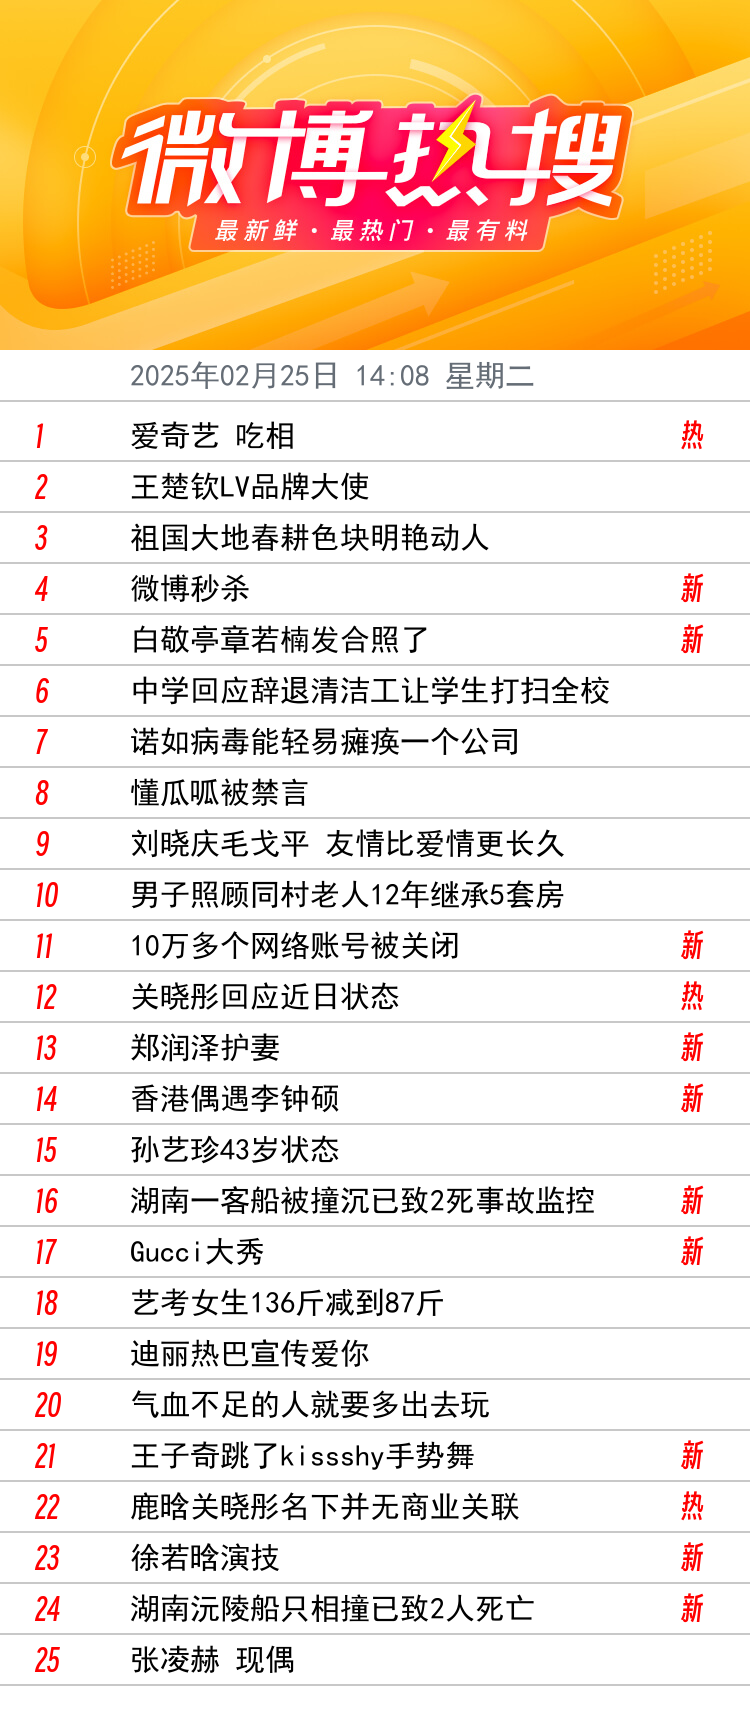 微博热搜
最新鲜·最热门·最有料
2025年02月25日 14:08 星期二
1 爱奇艺 吃相 热
2 王楚钦LV品牌大使
3 祖国大地春耕色块明艳动人
4 微博秒杀 新
5 白敬亭章若楠发合照了 新
6 中学回应辞退清洁工让学生打扫全校
7 诺如病毒能轻易瘫痪一个公司
8 懂瓜呱被禁言
9 刘晓庆毛戈平 友情比爱情更长久
10 男子照顾同村老人12年继承5套房
11 10万多个网络账号被关闭 新
12 关晓彤回应近日状态 热
13 郑润泽护妻 新
14 香港偶遇李钟硕 新
15 孙艺珍43岁状态
16 湖南一客船被撞沉已致2死事故监控 新
17 Gucci大秀 新
18 艺考女生136斤减到87斤
19 迪丽热巴宣传爱你
20 气血不足的人就要多出去玩
21 王子奇跳了kissshy手势舞 新
22 鹿晗关晓彤名下并无商业关联 热
23 徐若晗演技 新
24 湖南沅陵船只相撞已致2人死亡 新
25 张凌赫 现偶